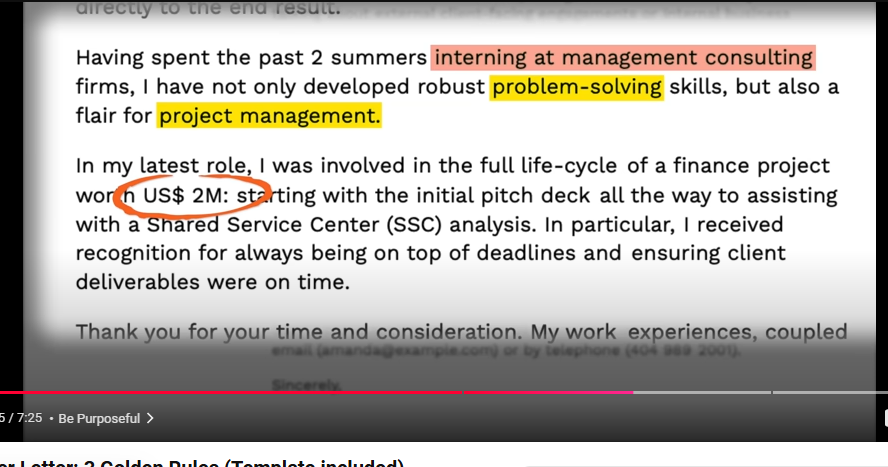 directly to the end result.
Having spent the past 2 summers interning at management consulting
firms, I have not only developed robust problem-solving skills, but also a
flair for project management.
In my latest role, I was involved in the full life-cycle of a finance project
worth US$ 2M: starting with the initial pitch deck all the way to assisting
with a Shared Service Center (SSC) analysis. In particular, I received
recognition for always being on top of deadlines and ensuring client
deliverables were on time.
Thank you for your time and consideration. My work experiences, coupled
email (amanda@example.com) or by telephone (404 989 2001).
Sincerely,
/ 7:25 • Be Purposeful >
Letter: 3 Golden Rules (Template included)